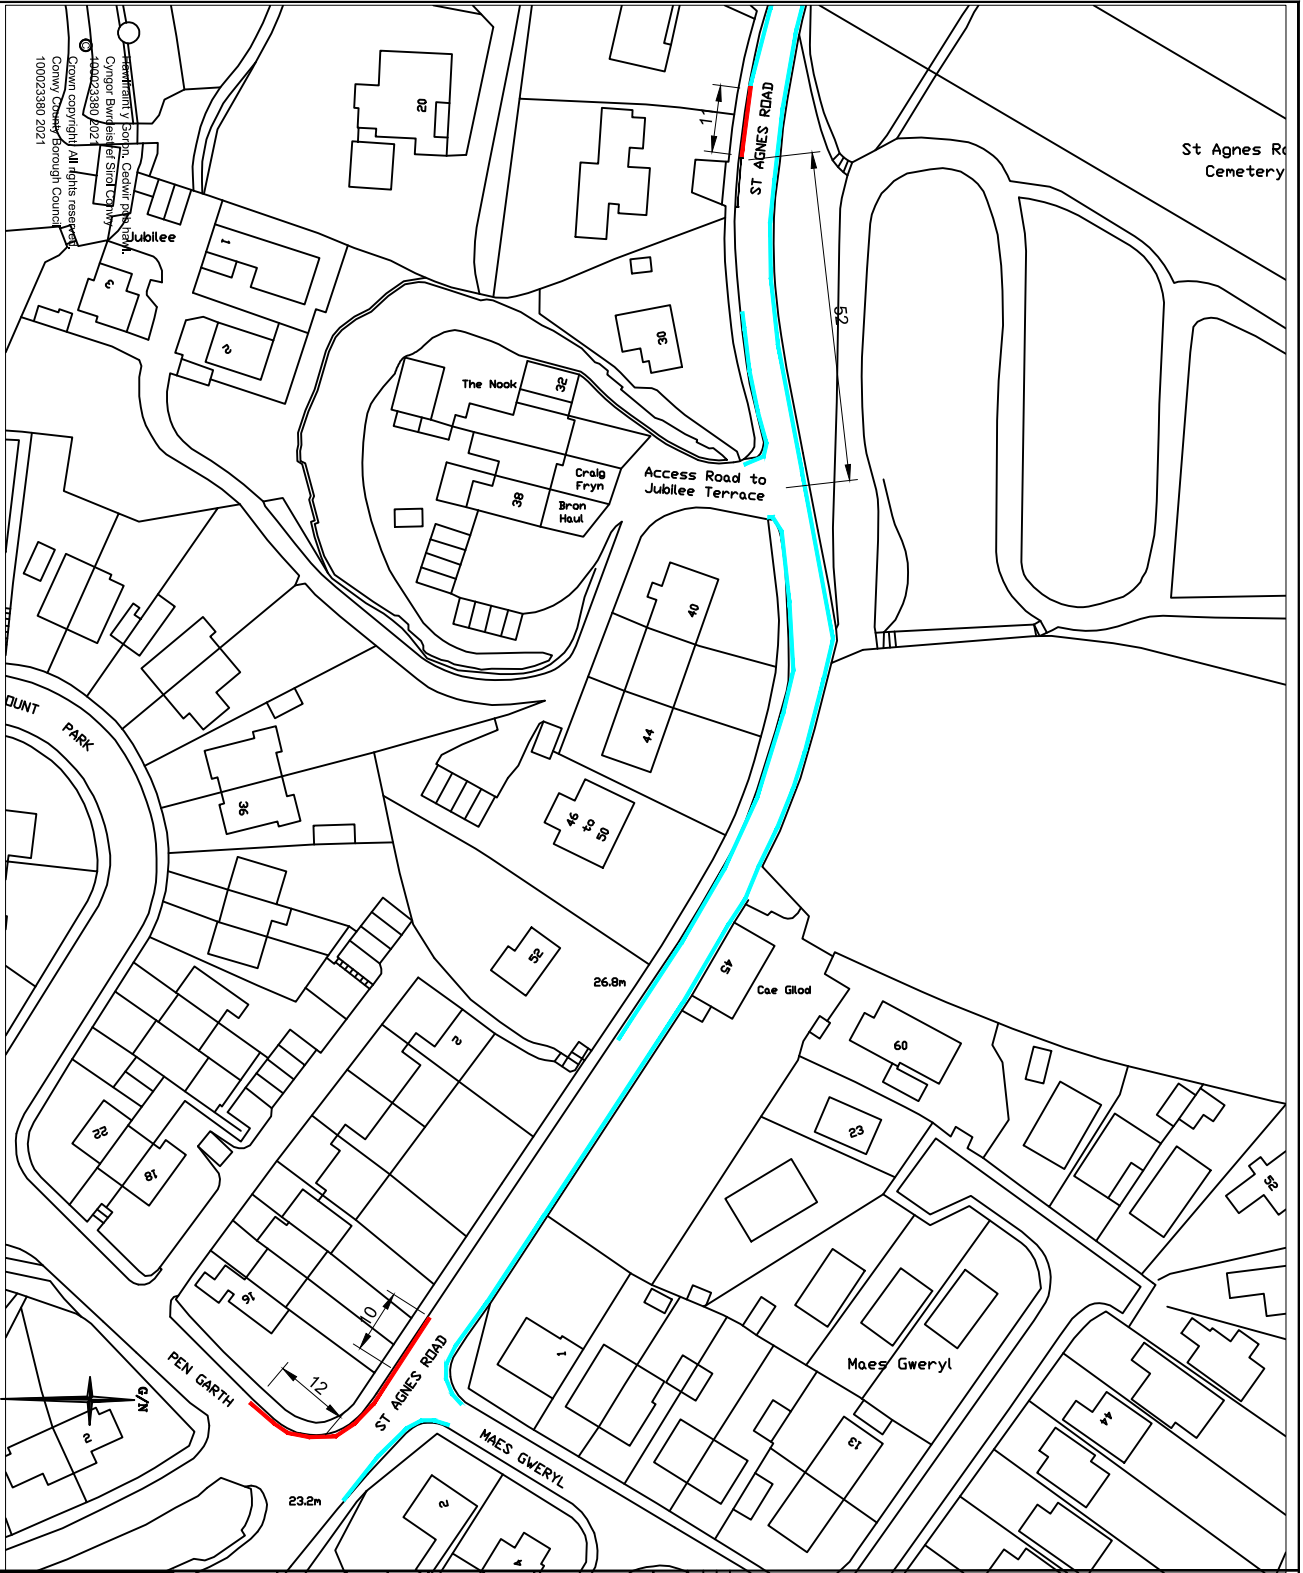 Hawlfraint y Goron. Cedwir pob hawl.
Cyngor Bwrdeistref Sirol Conwy
100023380 2021
©
Crown copyright. All rights reserved.
Conwy County Borough Council
100023380 2021
20
11
ST AGNES ROAD
St Agnes Ro
Cemetery
Jubilee
1
3
2
52
30
The Nook
32
Craig
Fryn
38
Bron
Haul
Access Road to
Jubilee Terrace
40
44
OUNT PARK
36
46
to
50
52
26.8m
45
Cae Gilod
2
60
23
22
18
52
16
10
12
PEN GARTH
ST AGNES ROAD
1
Maes Gweryl
44
13
G/N
2
MAES GWERYL
23.2m
2
4